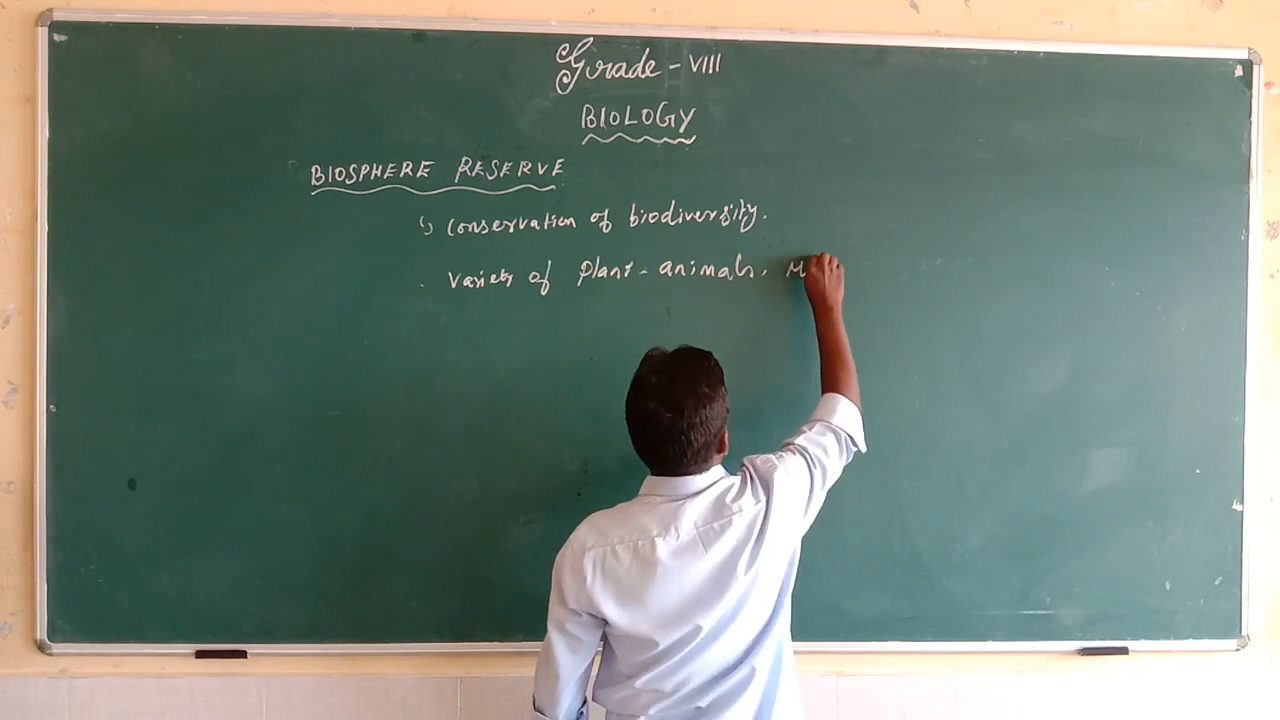 Grade - VIII
BIOLOGY
BIOSPHERE RESERVE
conservation of biodiversity.
Variety of plant - animals, M